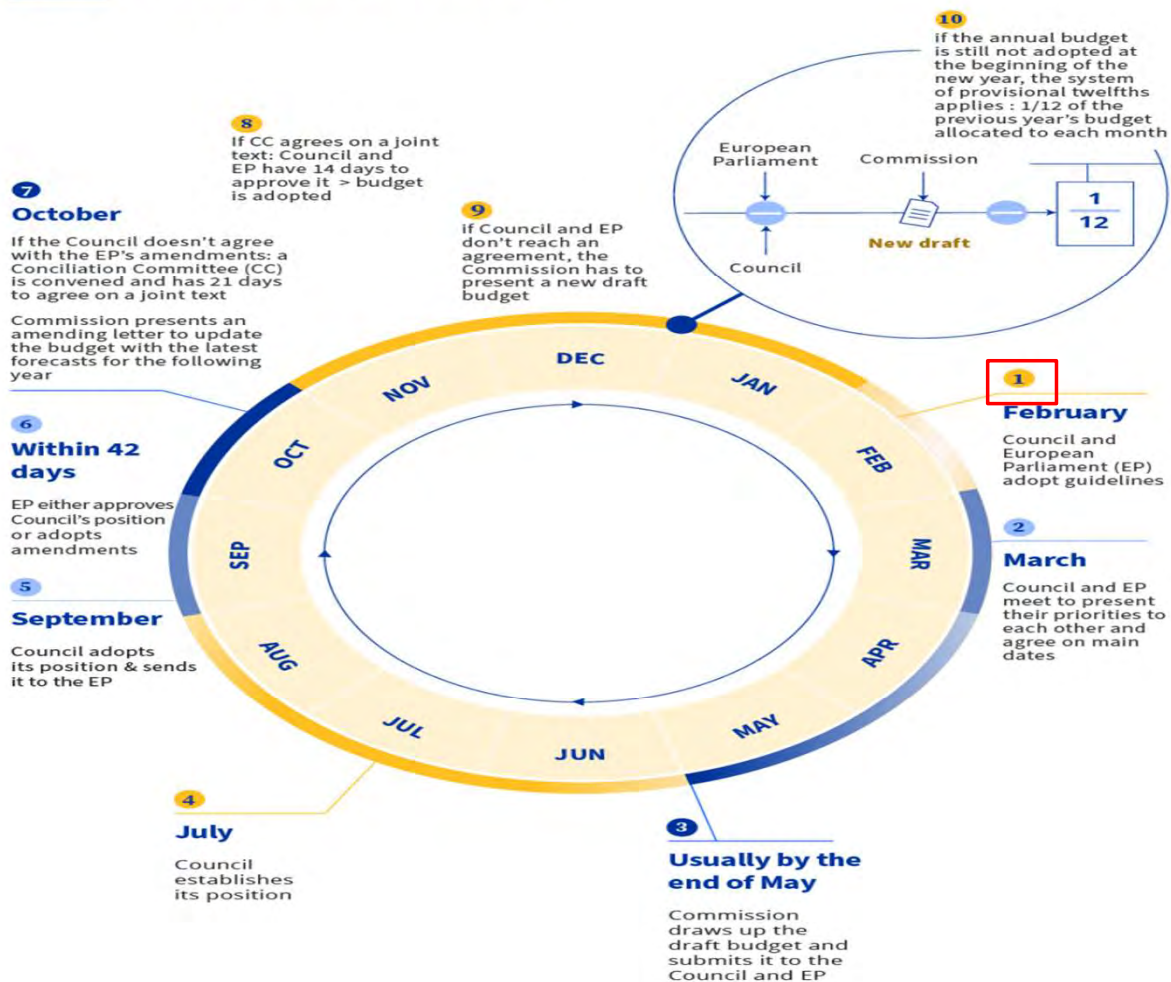 10
if the annual budget
is still not adopted at
the beginning of the
new year, the system
of provisional twelfths
applies : 1/12 of the
previous year's budget
allocated to each month
European
Parliament
Commission
1
12
New draft
Council
8
If CC agrees on a joint
text: Council and
EP have 14 days to
approve it > budget
is adopted
9
if Council and EP
don't reach an
agreement, the
Commission has to
present a new draft
budget
7
October
If the Council doesn't agree
with the EP's amendments: a
Conciliation Committee (CC)
is convened and has 21 days
to agree on a joint text
Commission presents an
amending letter to update
the budget with the latest
forecasts for the following
year
6
Within 42
days
EP either approves
Council's position
or adopts
amendments
5
September
Council adopts
its position & sends
it to the EP
4
July
Council
establishes
its position
3
Usually by the
end of May
Commission
draws up the
draft budget and
submits it to the
Council and EP
1
February
Council and
European
Parliament (EP)
adopt guidelines
2
March
Council and EP
meet to present
their priorities to
each other and
agree on main
dates
DEC
JAN
FEB
MAR
APR
MAY
JUN
JUL
AUG
SEP
OCT
NOV